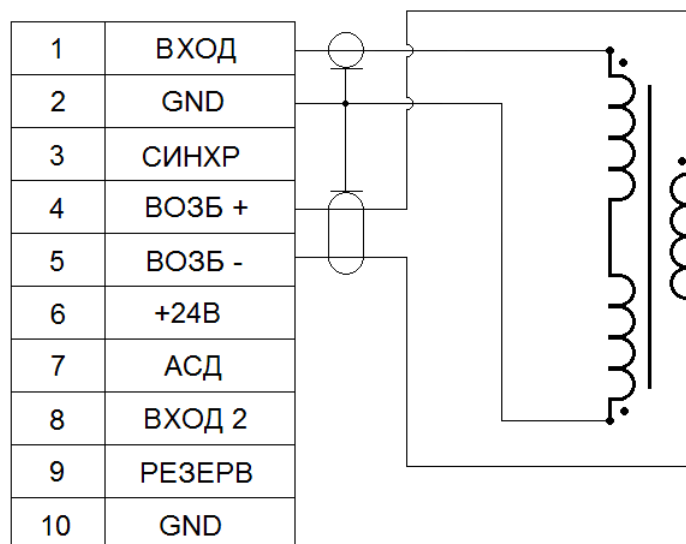 1 ВХОД
2 GND
3 СИНХР
4 ВОЗБ +
5 ВОЗБ -
6 +24В
7 АСД
8 ВХОД 2
9 РЕЗЕРВ
10 GND